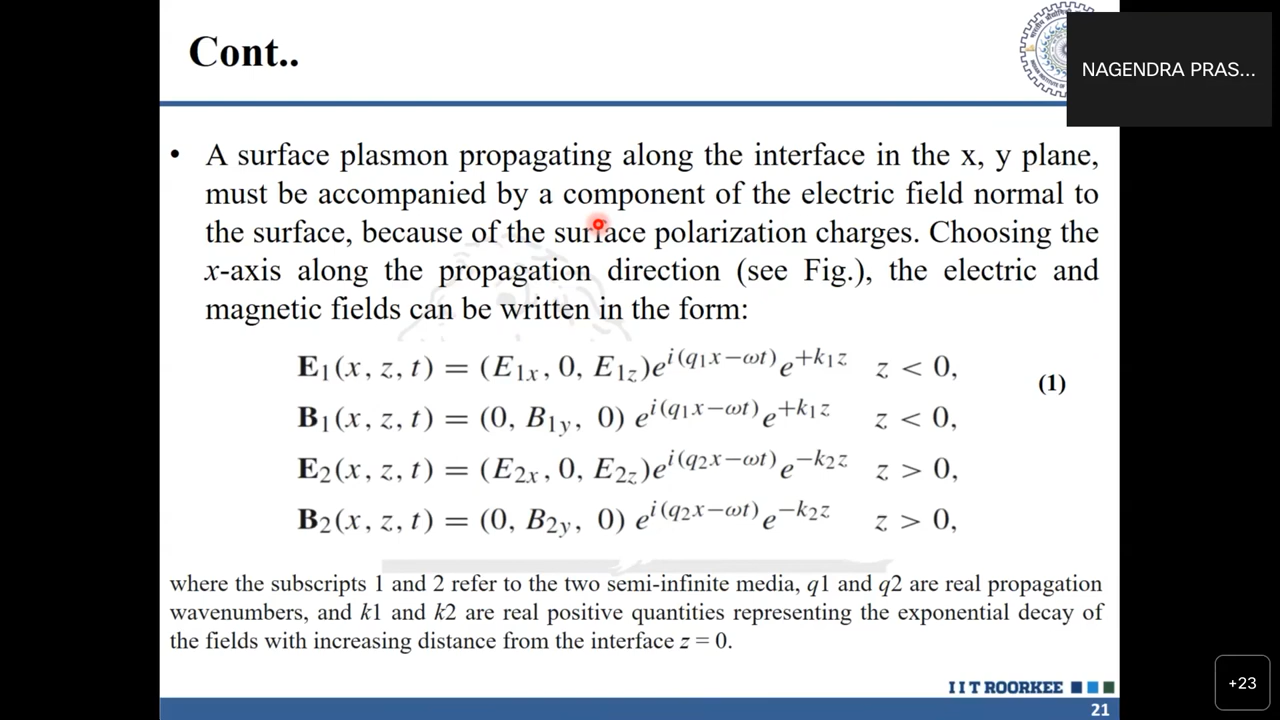 Cont..
NAGENDRA PRAS...
• A surface plasmon propagating along the interface in the x, y plane,
must be accompanied by a component of the electric field normal to
the surface, because of the surface polarization charges. Choosing the
x-axis along the propagation direction (see Fig.), the electric and
magnetic fields can be written in the form:
E₁(x, z, t) = (E₁ₓ, 0, E₁z)e^{i(q₁x−ωt)}e^{+k₁z} z < 0,
(1)
B₁(x, z, t) = (0, B₁y, 0) e^{i(q₁x−ωt)}e^{+k₁z} z < 0,
E₂(x, z, t) = (E₂ₓ, 0, E₂z)e^{i(q₂x−ωt)}e^{−k₂z} z > 0,
B₂(x, z, t) = (0, B₂y, 0) e^{i(q₂x−ωt)}e^{−k₂z} z > 0,
where the subscripts 1 and 2 refer to the two semi-infinite media, q1 and q2 are real propagation
wavenumbers, and k1 and k2 are real positive quantities representing the exponential decay of
the fields with increasing distance from the interface z = 0.
I I T ROORKEE
21
+23